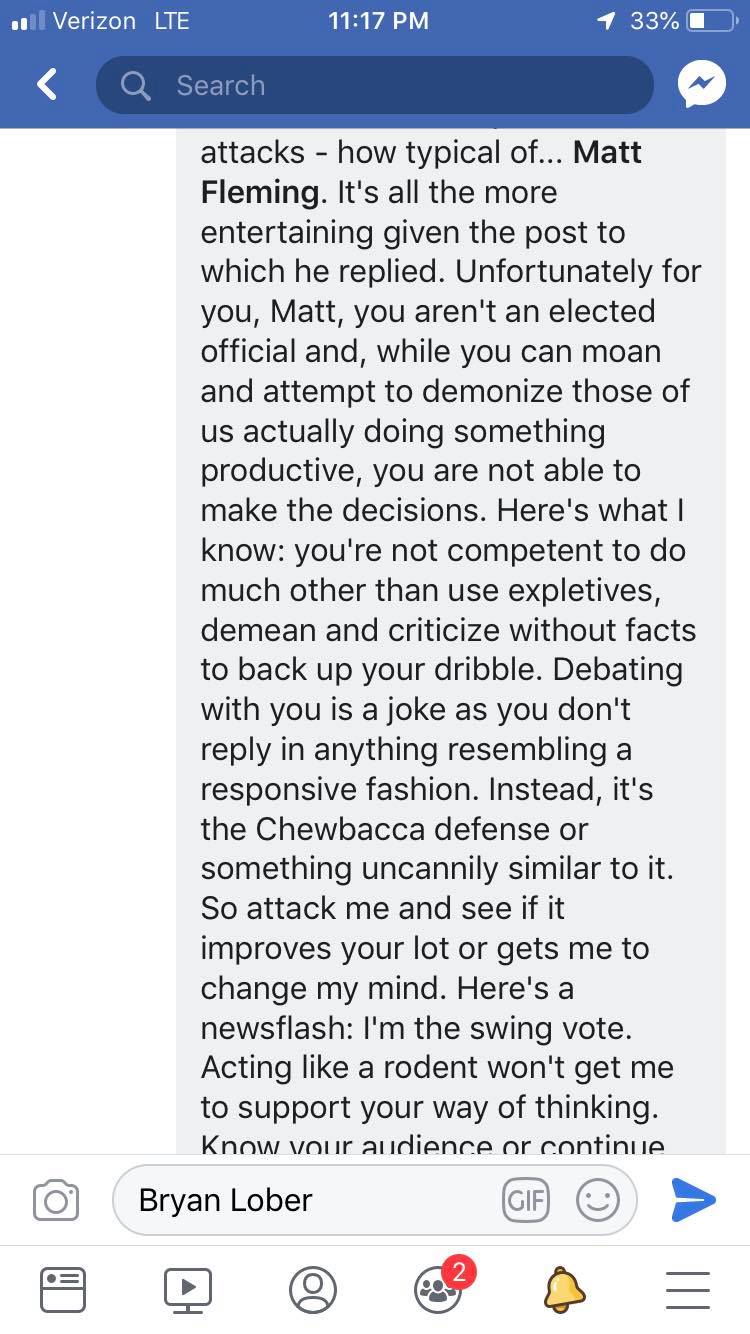 Verizon LTE 11:17 PM 33%
Search
attacks - how typical of... Matt
Fleming. It's all the more
entertaining given the post to
which he replied. Unfortunately for
you, Matt, you aren't an elected
official and, while you can moan
and attempt to demonize those of
us actually doing something
productive, you are not able to
make the decisions. Here's what I
know: you're not competent to do
much other than use expletives,
demean and criticize without facts
to back up your dribble. Debating
with you is a joke as you don't
reply in anything resembling a
responsive fashion. Instead, it's
the Chewbacca defense or
something uncannily similar to it.
So attack me and see if it
improves your lot or gets me to
change my mind. Here's a
newsflash: I'm the swing vote.
Acting like a rodent won't get me
to support your way of thinking.
Know your audience or continue
Bryan Lober GIF
2